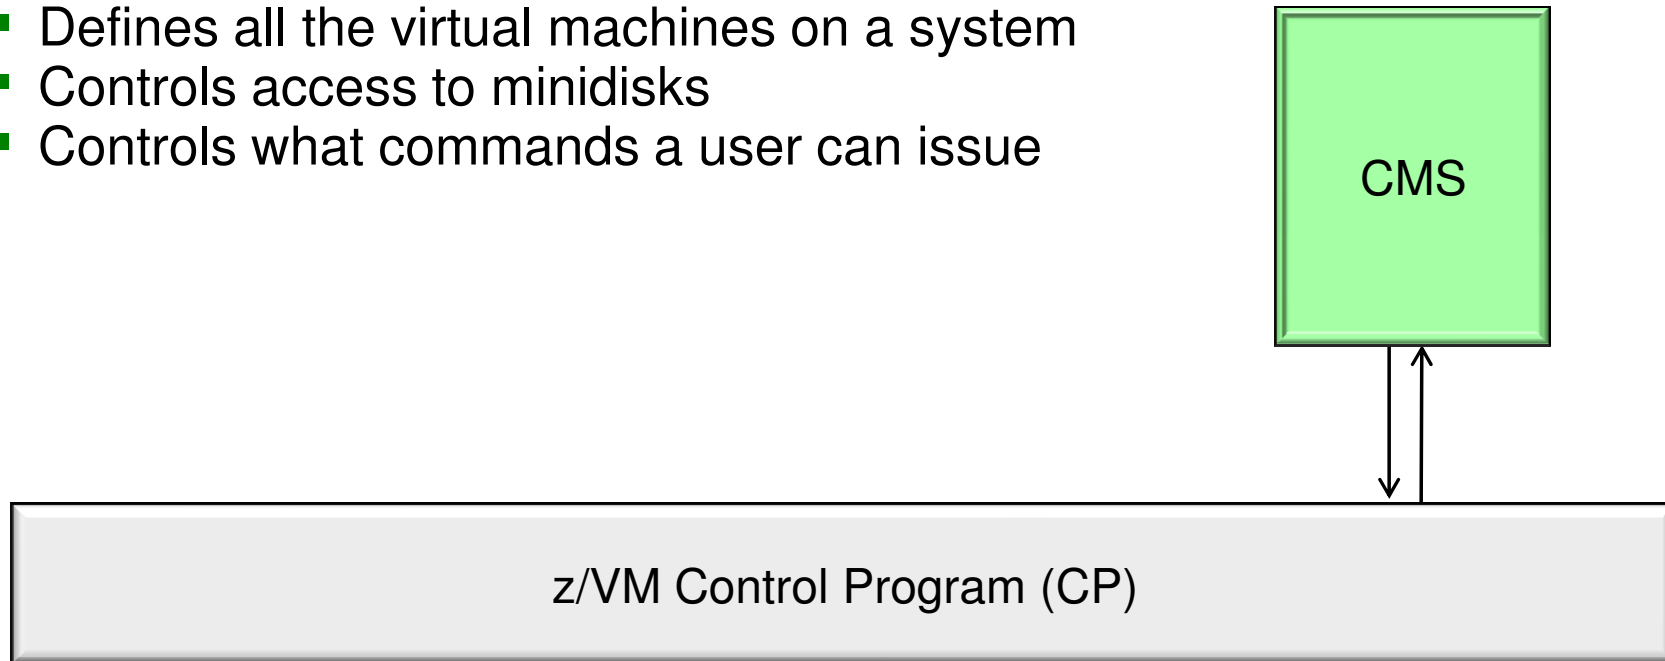 Defines all the virtual machines on a system
Controls access to minidisks
Controls what commands a user can issue
CMS
z/VM Control Program (CP)